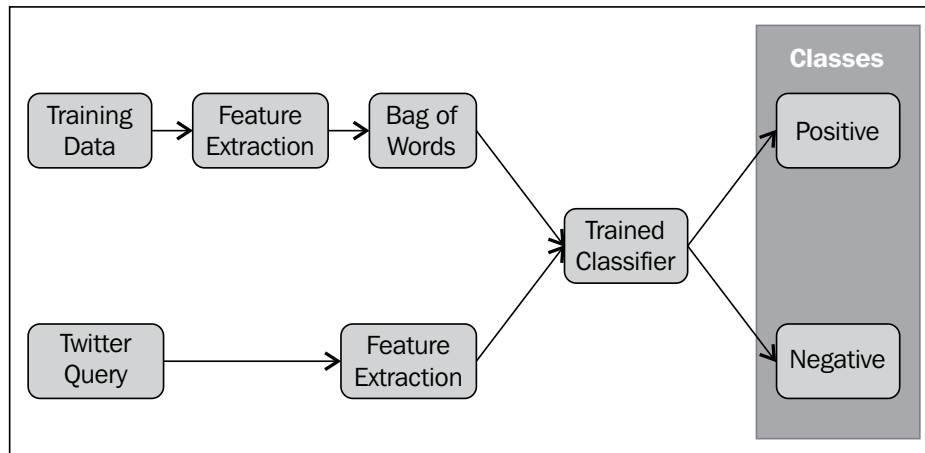 Classes
Training
Data
Feature
Extraction
Bag of
Words
Positive
Trained
Classifier
Twitter
Query
Feature
Extraction
Negative